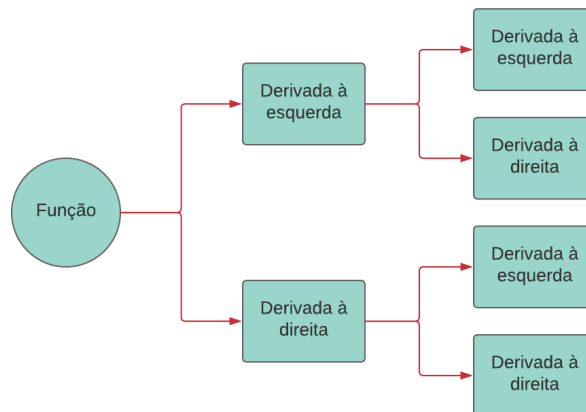 Função
Derivada à
esquerda
Derivada à
direita
Derivada à
esquerda
Derivada à
direita
Derivada à
esquerda
Derivada à
direita